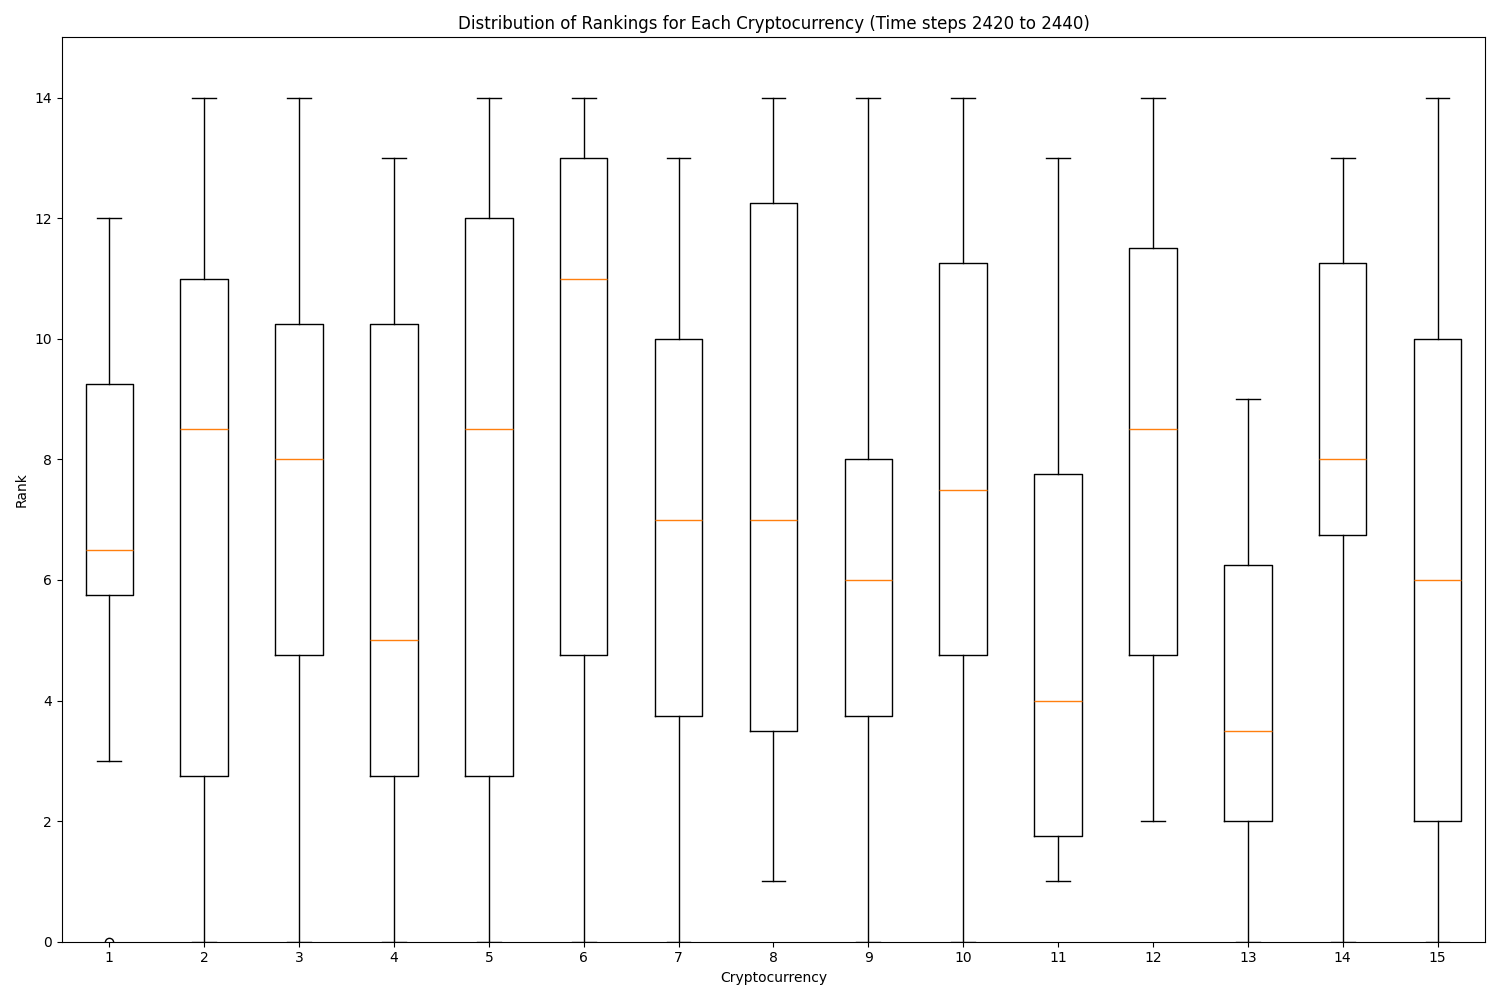 Distribution of Rankings for Each Cryptocurrency (Time steps 2420 to 2440)
Rank
14
12
10
8
6
4
2
0
1 2 3 4 5 6 7 8 9 10 11 12 13 14 15
Cryptocurrency